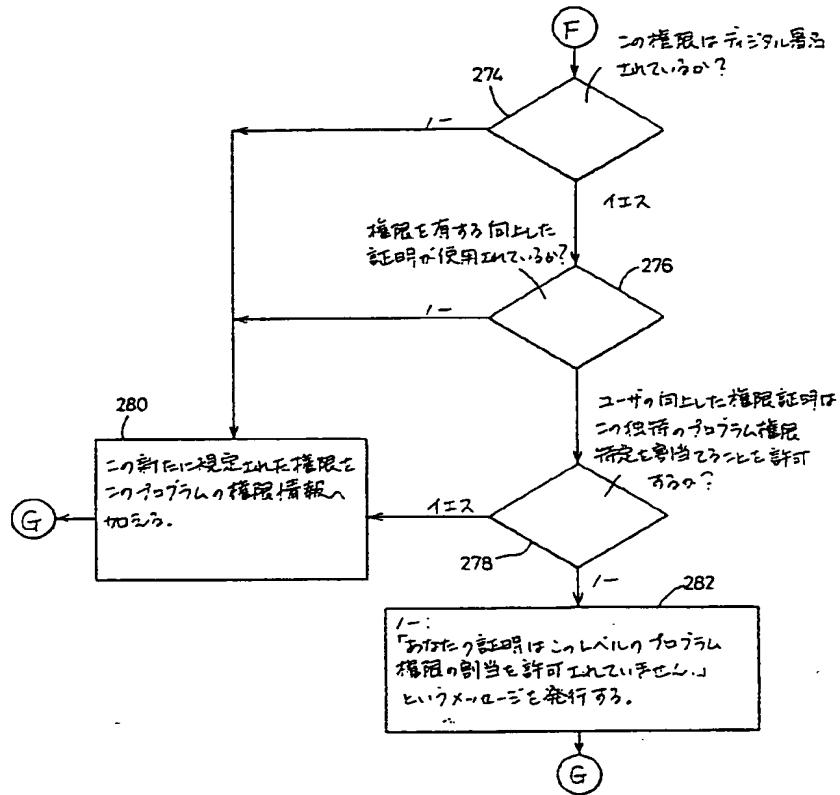 F
この権限はディジタル署名
されているか?
274
ノー
イエス
権限を有する向上した
証明が使用されているか?
276
ノー
ユーザの向上した権限証明は
この独特のプログラム権限
特定を割当てることを許可
するか?
280
この新たに規定された権限を
このプログラムの権限情報へ
加える。
G
イエス
278
ノー
282
ノー:
「あなたの証明はこのレベルのプログラム
権限の割当を許可されていません。」
というメッセージを発行する。
G